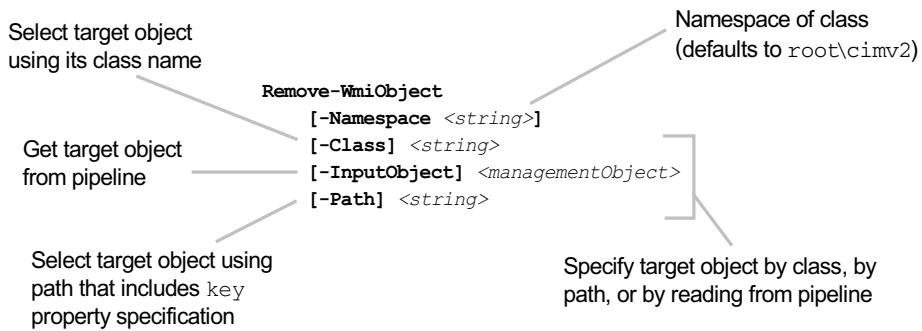 Select target object
using its class name
Namespace of class
(defaults to root\cimv2)
Remove-WmiObject
[-Namespace <string>]
[-Class] <string>
[-InputObject] <managementObject>
[-Path] <string>
Get target object
from pipeline
Select target object using
path that includes key
property specification
Specify target object by class, by
path, or by reading from pipeline